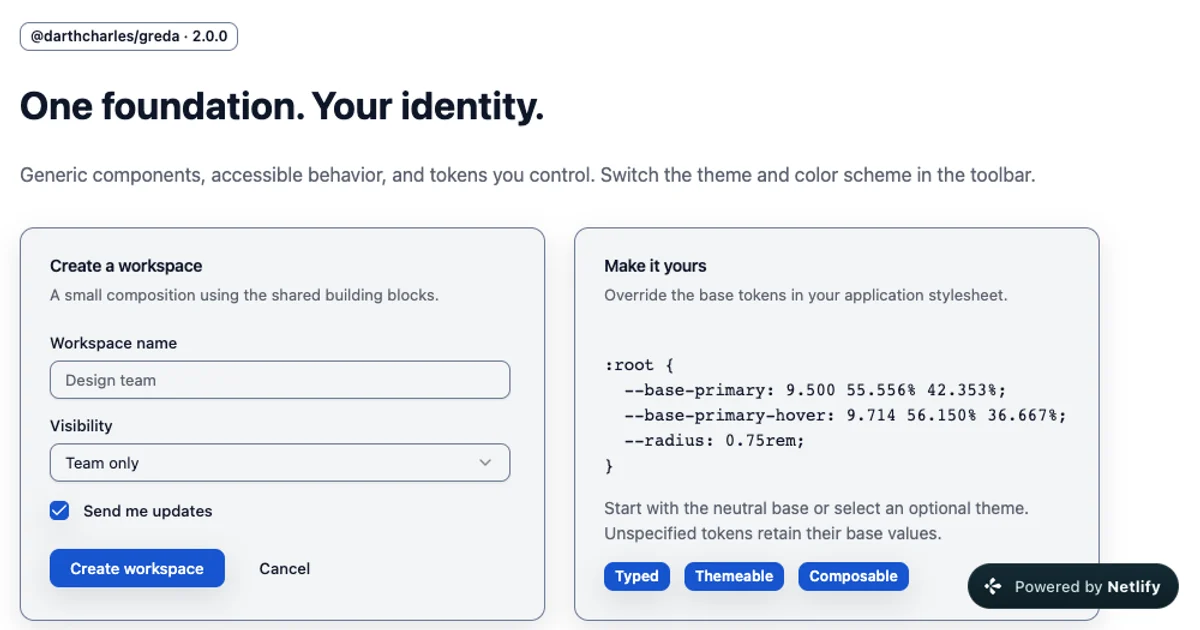 @darthcharles/greda · 2.0.0
One foundation. Your identity.
Generic components, accessible behavior, and tokens you control. Switch the theme and color scheme in the toolbar.
Create a workspace
A small composition using the shared building blocks.
Workspace name
Design team
Visibility
Team only
Send me updates
Create workspace
Cancel
Make it yours
Override the base tokens in your application stylesheet.
:root {
  --base-primary: 9.500 55.556% 42.353%;
  --base-primary-hover: 9.714 56.150% 36.667%;
  --radius: 0.75rem;
}
Start with the neutral base or select an optional theme.
Unspecified tokens retain their base values.
Typed
Themeable
Composable
Powered by Netlify